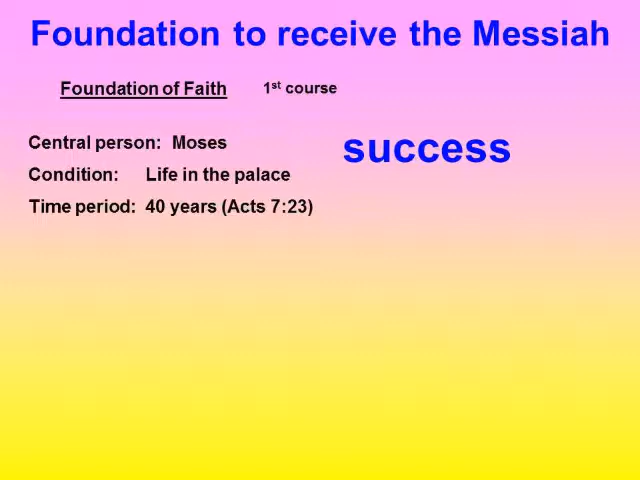 Foundation to receive the Messiah
Foundation of Faith 1st course
Central person: Moses
success
Condition: Life in the palace
Time period: 40 years (Acts 7:23)